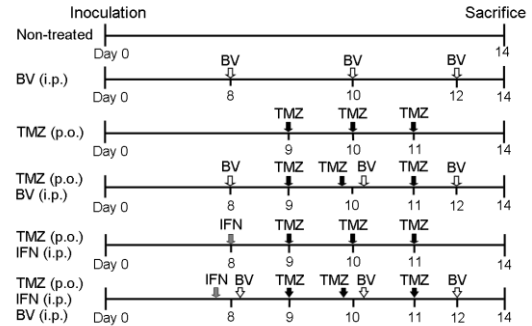 Inoculation Sacrifice
Non-treated
Day 0 14
BV BV BV
BV (i.p.)
Day 0 8 10 12 14
TMZ TMZ TMZ
TMZ (p.o.)
Day 0 9 10 11 14
BV TMZ TMZ BV TMZ BV
TMZ (p.o.)
BV (i.p.)
Day 0 8 9 10 11 12 14
IFN TMZ TMZ TMZ
TMZ (p.o.)
IFN (i.p.)
Day 0 8 9 10 11 14
IFN BV TMZ TMZ BV TMZ BV
TMZ (p.o.)
IFN (i.p.)
BV (i.p.)
Day 0 8 9 10 11 12 14